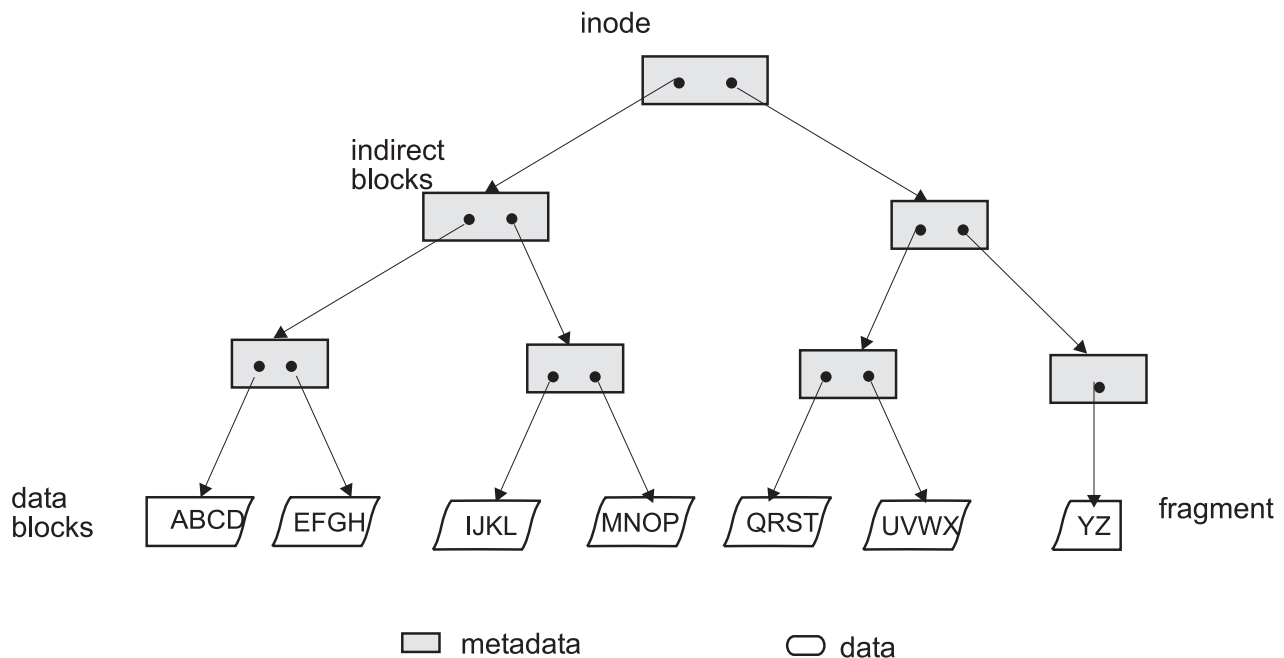 inode
indirect
blocks
data
blocks
ABCD
EFGH
IJKL
MNOP
QRST
UVWX
YZ
fragment
metadata
data